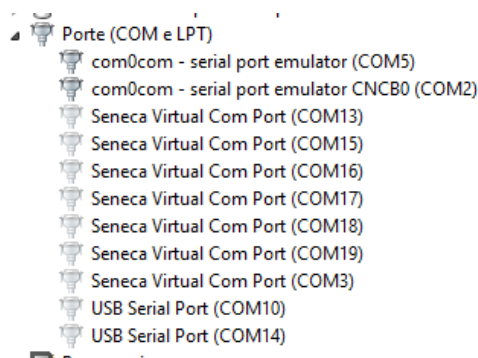 Porte (COM e LPT)
com0com - serial port emulator (COM5)
com0com - serial port emulator CNCB0 (COM2)
Seneca Virtual Com Port (COM13)
Seneca Virtual Com Port (COM15)
Seneca Virtual Com Port (COM16)
Seneca Virtual Com Port (COM17)
Seneca Virtual Com Port (COM18)
Seneca Virtual Com Port (COM19)
Seneca Virtual Com Port (COM3)
USB Serial Port (COM10)
USB Serial Port (COM14)